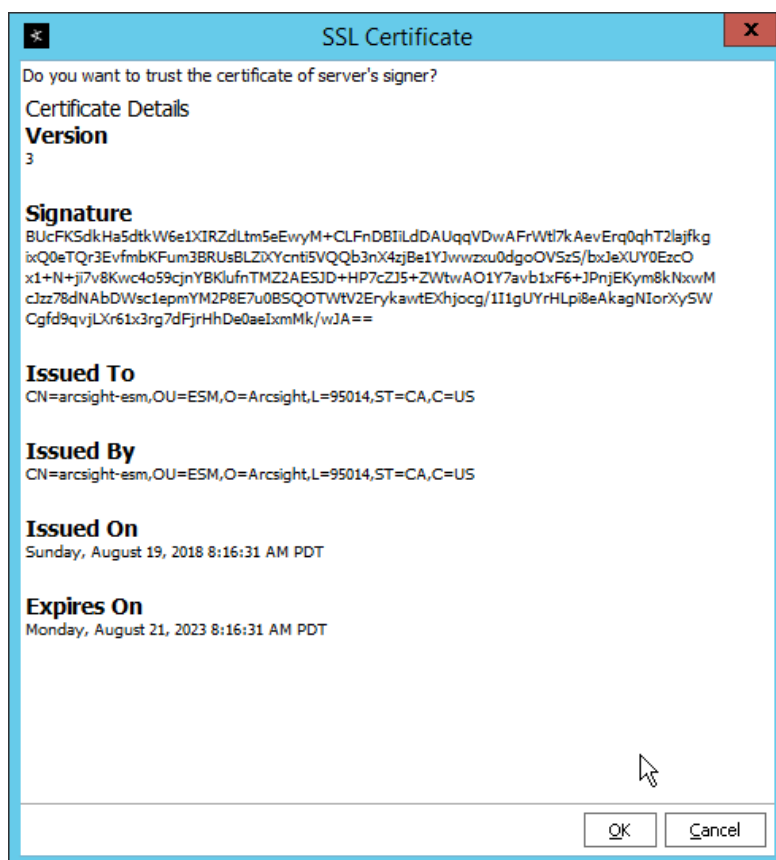 SSL Certificate
x
Do you want to trust the certificate of server's signer?
Certificate Details
Version
3
Signature
BUcFKSdkHa5dtkW6e1XIRZdLtm5eEwyM+CLFnDBIiLdDAUqqVDwAFrWtl7kAevErq0qhT2lajfkg
ixQ0eTQr3EvfmbKFum3BRUsBLZiXYcnti5VQQb3nX4zjBe1YJwwzxu0dgoOVSzS/bxJeXUY0EzcO
x1+N+ji7v8Kwc4o59cjnYBKlufnTMZ2AESJD+HP7cZJ5+ZWtwAO1Y7avb1xF6+JPnjEKym8kNxwM
cJzz78dNAbDWsc1epmYM2P8E7u0BSQOTWtV2ErykawtEXhjocg/1I1gUYrHLpi8eAkagNIorXySW
Cgfd9qvjLXr61x3rg7dFjrHhDe0aeIxmMk/wJA==
Issued To
CN=arcsight-esm,OU=ESM,O=Arcsight,L=95014,ST=CA,C=US
Issued By
CN=arcsight-esm,OU=ESM,O=Arcsight,L=95014,ST=CA,C=US
Issued On
Sunday, August 19, 2018 8:16:31 AM PDT
Expires On
Monday, August 21, 2023 8:16:31 AM PDT
OK Cancel